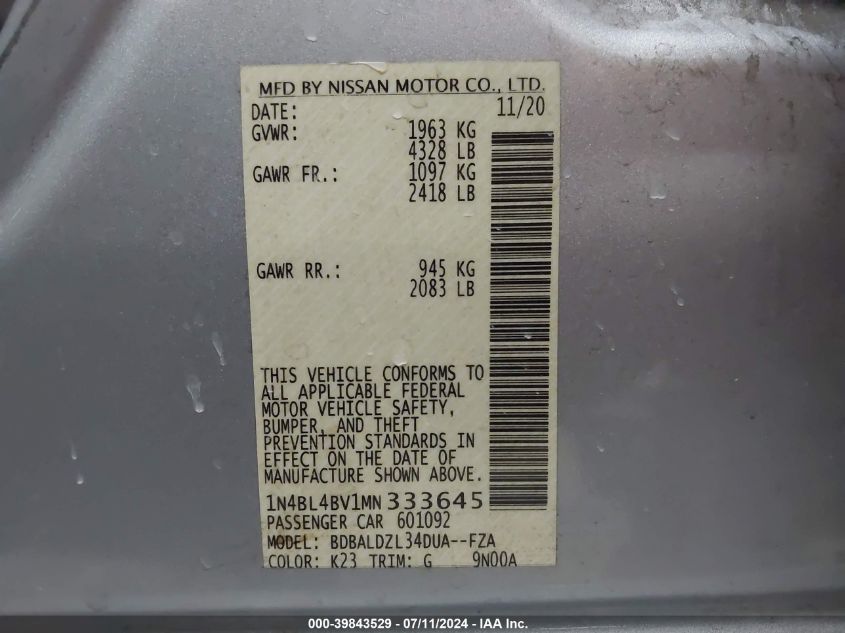 MFD BY NISSAN MOTOR CO., LTD.
DATE: 11/20
GVWR: 1963 KG
4328 LB
GAWR FR.: 1097 KG
2418 LB
GAWR RR.: 945 KG
2083 LB
THIS VEHICLE CONFORMS TO
ALL APPLICABLE FEDERAL
MOTOR VEHICLE SAFETY,
BUMPER, AND THEFT
PREVENTION STANDARDS IN
EFFECT ON THE DATE OF
MANUFACTURE SHOWN ABOVE.
1N4BL4BV1MN333645
PASSENGER CAR 601092
MODEL: BDBALDZL34DUA--FZA
COLOR: K23 TRIM: G 9N00A
000-39843529 / 07/11/2024 - IAA Inc.